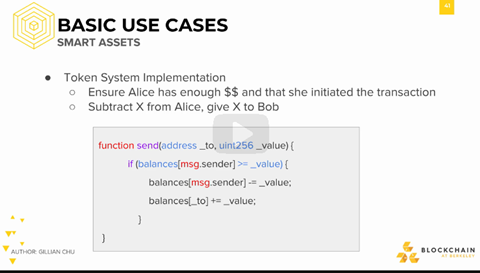 41
BASIC USE CASES
SMART ASSETS
● Token System Implementation
○ Ensure Alice has enough $$ and that she initiated the transaction
○ Subtract X from Alice, give X to Bob
function send(address _to, uint256 _value) {
if (balances[msg.sender] >= _value) {
balances[msg.sender] -= _value;
balances[_to] += _value;
}
}
AUTHOR: GILLIAN CHU
BLOCKCHAIN
AT BERKELEY